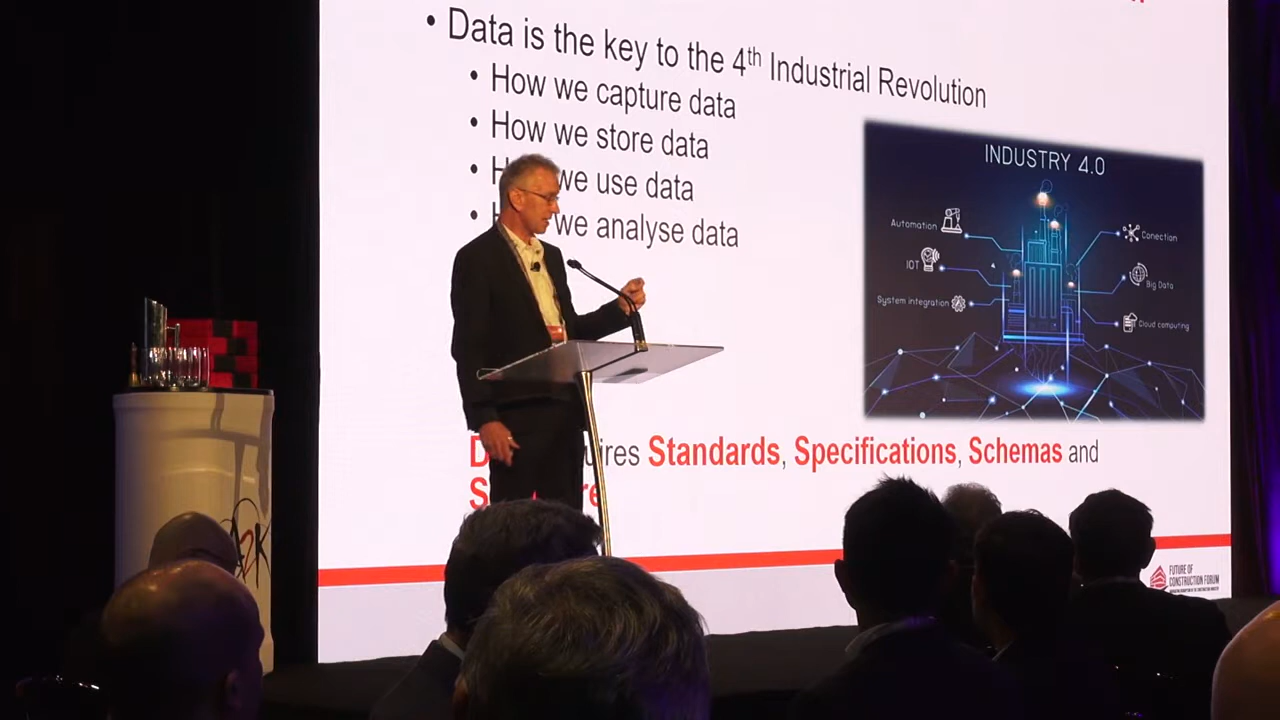 • Data is the key to the 4th Industrial Revolution
• How we capture data
• How we store data
• we use data
• we analyse data
INDUSTRY 4.0
Automation
IOT
System integration
Conection
Big Data
Cloud computing
Standards, Specifications, Schemas and
A2K
FUTURE OF
CONSTRUCTION FORUM